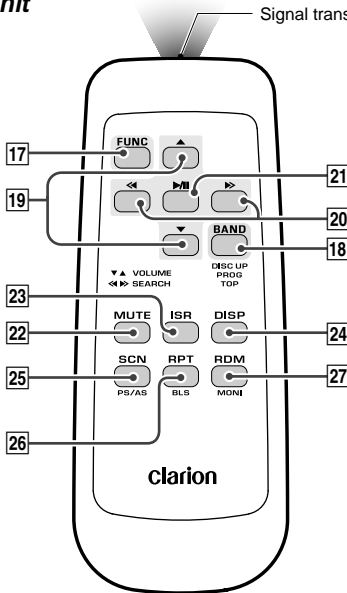 nit
Signal trans
FUNC
17
19
21
20
BAND
18
DISC UP
PROG
TOP
▼▲ VOLUME
◀◀ ▶▶ SEARCH
23
MUTE
ISR
DISP
22
24
SCN
RPT
RDM
25
27
PS/AS
BLS
MONI
26
clarion